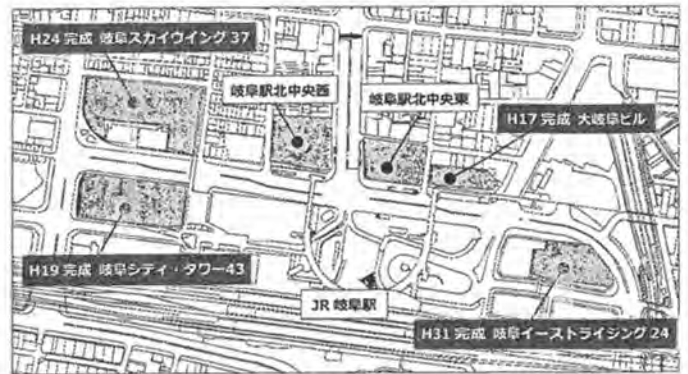 H24 完成 岐阜スカイウイング 37
岐阜駅北中央西
岐阜駅北中央東
H17 完成 大岐阜ビル
H19 完成 岐阜シティ・タワー43
JR 岐阜駅
H31 完成 岐阜イーストライジング 24